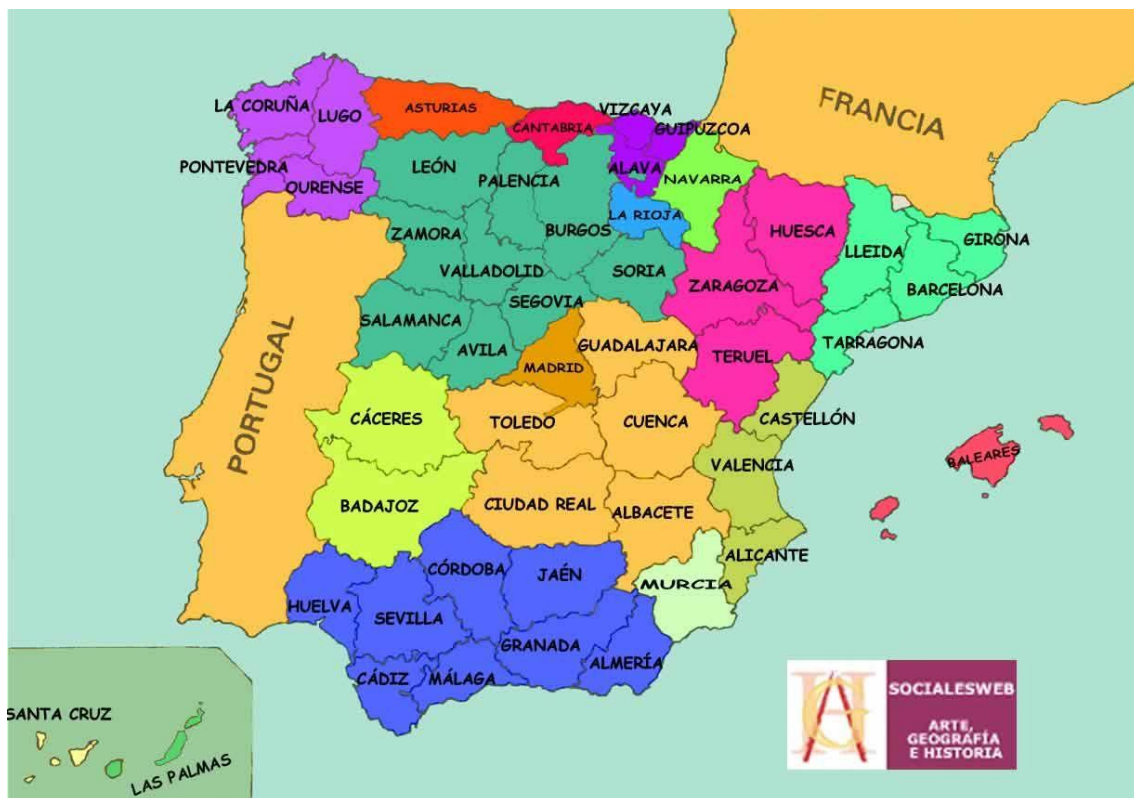 FRANCIA
LA CORUÑA
LUGO
ASTURIAS
CANTABRIA
VIZCAYA
GUIPUZCOA
PONTEVEDRA
OURENSE
LEÓN
PALENCIA
ALAVA
NAVARRA
BURGOS
LA RIOJA
HUESCA
LLEIDA
GIRONA
ZAMORA
VALLADOLID
SORIA
ZARAGOZA
BARCELONA
SALAMANCA
SEGOVIA
AVILA
MADRID
GUADALAJARA
TERUEL
TARRAGONA
PORTUGAL
CÁCERES
TOLEDO
CUENCA
CASTELLÓN
BALEARES
VALENCIA
BADAJOZ
CIUDAD REAL
ALBACETE
ALICANTE
MURCIA
CÓRDOBA
JAÉN
HUELVA
SEVILLA
GRANADA
ALMERÍA
CÁDIZ
MÁLAGA
SANTA CRUZ
LAS PALMAS
SOCIALESWEB
ARTE,
GEOGRAFÍA
E HISTORIA